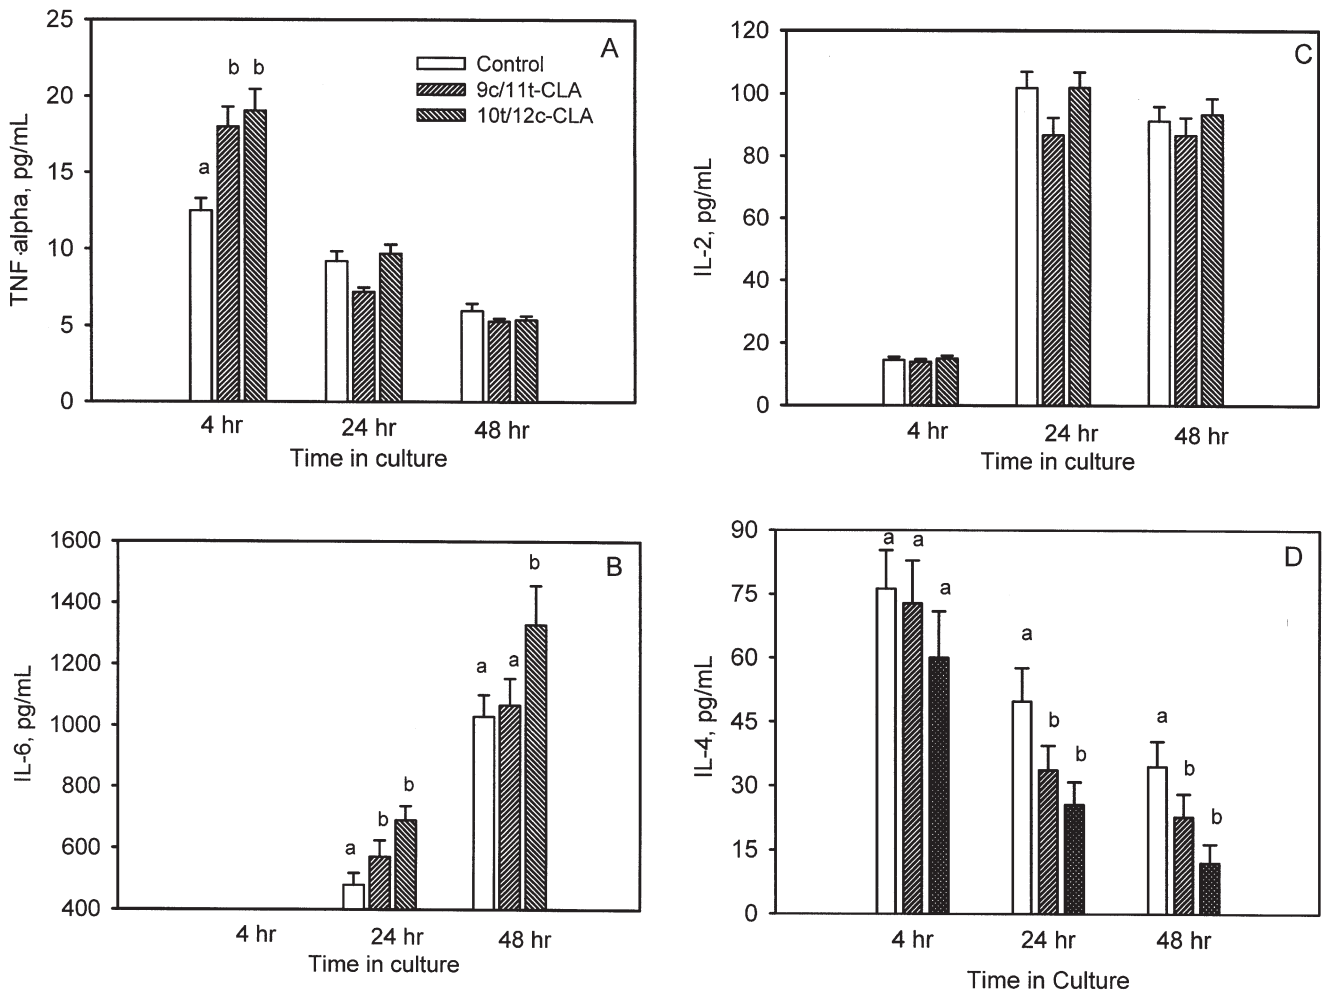 25
20
15
10
5
0
TNF·alpha, pg/mL
A
Control
9c/11t-CLA
10t/12c-CLA
a
b
b
4 hr
24 hr
48 hr
Time in culture
120
100
80
60
40
20
0
IL-2, pg/mL
C
4 hr
24 hr
48 hr
Time in culture
1600
1400
1200
1000
800
600
400
IL-6, pg/mL
B
a
b
b
a
a
b
4 hr
24 hr
48 hr
Time in culture
90
75
60
45
30
15
0
IL-4, pg/mL
D
a
a
a
a
b
b
a
b
b
4 hr
24 hr
48 hr
Time in Culture